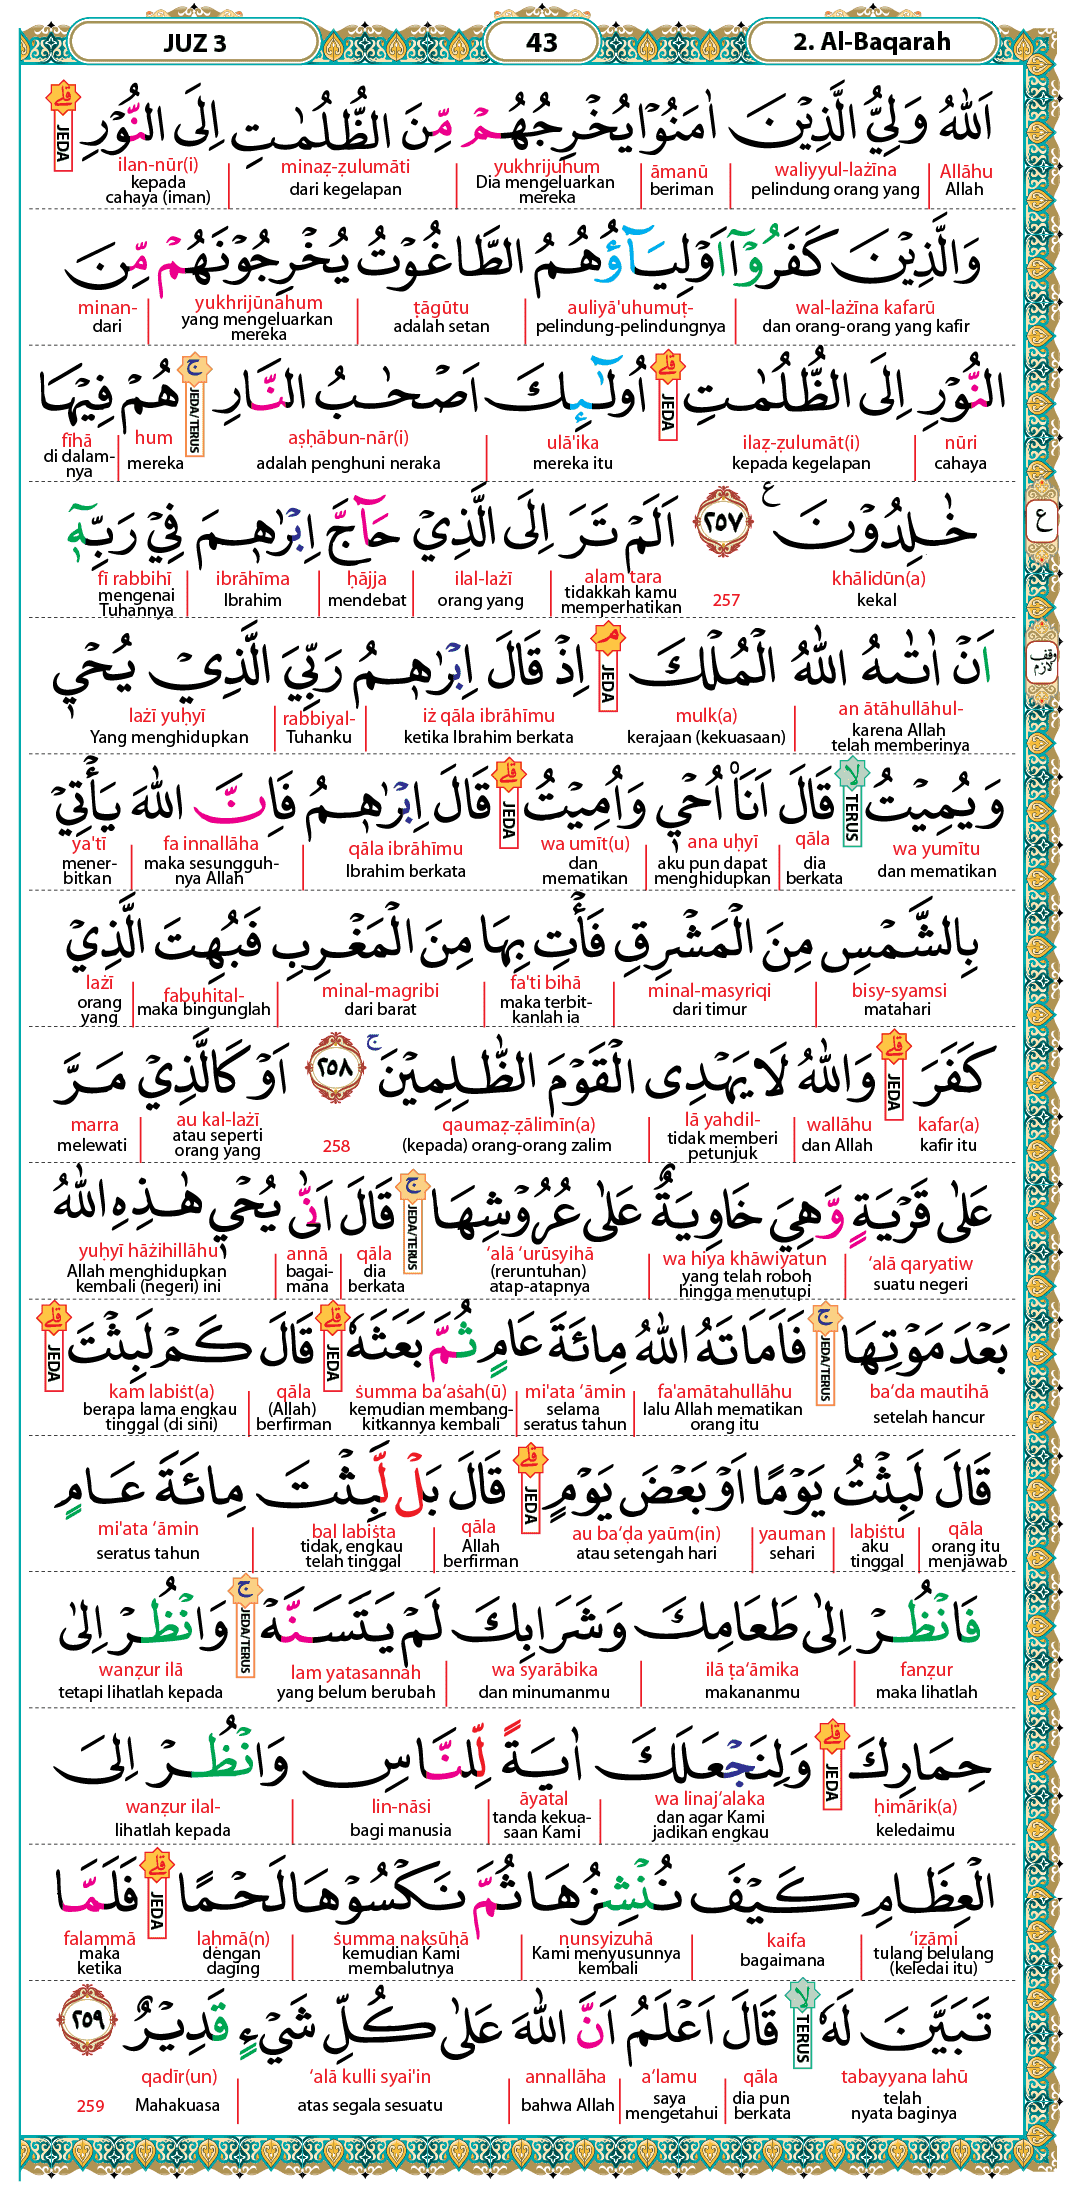 JUZ 3
43
2. Al-Baqarah
اَللّٰهُ وَلِيُّ الَّذِيْنَ اٰمَنُوْا يُخْرِجُهُمْ مِّنَ الظُّلُمٰتِ اِلَى النُّوْرِ ۗ
JEDA
Allāhu waliyyul-lażīna āmanū yukhrijuhum minaẓ-ẓulumāti ilan-nūr(i)
Allah pelindung orang yang beriman Dia mengeluarkan mereka dari kegelapan kepada cahaya (iman)
وَالَّذِيْنَ كَفَرُوْٓا اَوْلِيَاۤؤُهُمُ الطَّاغُوْتُ يُخْرِجُوْنَهُمْ مِّنَ
wal-lażīna kafarū auliyā'uhumuṭ- ṭāgūtu yukhrijūnahum minan-
dan orang-orang yang kafir pelindung-pelindungnya adalah setan yang mengeluarkan mereka dari
النُّوْرِ اِلَى الظُّلُمٰتِ ۗ اُولٰۤىِٕكَ اَصْحٰبُ النَّارِ ۚ هُمْ فِيْهَا
JEDA JEDA/TERUS
nūri ilaẓ-ẓulumāt(i) ulā'ika aṣḥābun-nār(i) hum fīhā
cahaya kepada kegelapan mereka itu adalah penghuni neraka mereka di dalam-nya
خٰلِدُوْنَ ࣖ ٢٥٧ اَلَمْ تَرَ اِلَى الَّذِيْ حَاۤجَّ اِبْرٰهٖمَ فِيْ رَبِّهٖٓ
ع
khālidūn(a) 257 alam tara ilal-lażī ḥājja ibrāhīma fī rabbihī
kekal tidakkah kamu memperhatikan orang yang mendebat Ibrahim mengenai Tuhannya
اَنْ اٰتٰىهُ اللّٰهُ الْمُلْكَ ۘ اِذْ قَالَ اِبْرٰهٖمُ رَبِّيَ الَّذِيْ يُحْيٖ
وقف لازم
JEDA
an ātāhullāhul- mulk(a) iż qāla ibrāhīmu rabbiyal- lażī yuḥyī
karena Allah telah memberinya kerajaan (kekuasaan) ketika Ibrahim berkata Tuhanku Yang menghidupkan
وَيُمِيْتُ ۙ قَالَ اَنَا۠ اُحْيٖ وَاُمِيْتُ ۗ قَالَ اِبْرٰهٖمُ فَاِنَّ اللّٰهَ يَأْتِيْ
TERUS JEDA
wa yumītu qāla ana uḥyī wa umīt(u) qāla ibrāhīmu fa innallāha ya'tī
dan mematikan dia berkata aku pun dapat menghidupkan dan mematikan Ibrahim berkata maka sesungguh-nya Allah mener-bitkan
بِالشَّمْسِ مِنَ الْمَشْرِقِ فَأْتِ بِهَا مِنَ الْمَغْرِبِ فَبُهِتَ الَّذِيْ
bisy-syamsi minal-masyriqi fa'ti bihā minal-magribi fabuhital- lażī
matahari dari timur maka terbit-kanlah ia dari barat maka bingunglah orang yang
كَفَرَ ۗ وَاللّٰهُ لَا يَهْدِى الْقَوْمَ الظّٰلِمِيْنَ ۚ ٢٥٨ اَوْ كَالَّذِيْ مَرَّ
JEDA
kafar(a) wallāhu lā yahdil- qaumaẓ-ẓālimīn(a) 258 au kal-lażī marra
kafir itu dan Allah tidak memberi petunjuk (kepada) orang-orang zalim atau seperti orang yang melewati
عَلٰى قَرْيَةٍ وَّهِيَ خَاوِيَةٌ عَلٰى عُرُوْشِهَا ۚ قَالَ اَنّٰى يُحْيٖ هٰذِهِ اللّٰهُ
JEDA/TERUS
‘alā qaryatiw wa hiya khāwiyatun ‘alā ‘urūsyihā qāla annā yuḥyī hāżihillāhu
suatu negeri yang telah roboh hingga menutupi (reruntuhan) atap-atapnya dia berkata bagai-mana Allah menghidupkan kembali (negeri) ini
بَعْدَ مَوْتِهَا ۚ فَاَمَاتَهُ اللّٰهُ مِائَةَ عَامٍ ثُمَّ بَعَثَهٗ ۗ قَالَ كَمْ لَبِثْتَ ۗ
JEDA/TERUS JEDA JEDA
ba‘da mautihā fa'amātahullāhu mi'ata ‘āmin ṡumma ba‘aṡah(ū) qāla kam labiṡt(a)
setelah hancur lalu Allah mematikan orang itu selama seratus tahun kemudian membang-kitkannya kembali (Allah) berfirman berapa lama engkau tinggal (di sini)
قَالَ لَبِثْتُ يَوْمًا اَوْ بَعْضَ يَوْمٍ ۗ قَالَ بَلْ لَّبِثْتَ مِائَةَ عَامٍ
JEDA
qāla labiṡtu yauman au ba‘ḍa yaūm(in) qāla bal labiṡta mi'ata ‘āmin
orang itu menjawab aku tinggal sehari atau setengah hari Allah berfirman tidak, engkau telah tinggal seratus tahun
فَانْظُرْ اِلٰى طَعَامِكَ وَشَرَابِكَ لَمْ يَتَسَنَّهْ ۚ وَانْظُرْ اِلٰى
JEDA/TERUS
fanẓur ilā ṭa‘āmika wa syarābika lam yatasannah wanẓur ilā
maka lihatlah makananmu dan minumanmu yang belum berubah tetapi lihatlah kepada
حِمَارِكَ ۗ وَلِنَجْعَلَكَ اٰيَةً لِّلنَّاسِ وَانْظُرْ اِلَى
JEDA
ḥimārik(a) wa linaj‘alaka āyatal lin-nāsi wanẓur ilal-
keledaimu dan agar Kami jadikan engkau tanda kekua-saan Kami bagi manusia lihatlah kepada
الْعِظَامِ كَيْفَ نُنْشِزُهَا ثُمَّ نَكْسُوْهَا لَحْمًا ۗ فَلَمَّا
JEDA
‘iẓāmi kaifa nunsyizuhā ṡumma naksūhā laḥmā(n) falammā
tulang belulang (keledai itu) bagaimana Kami menyusunnya kembali kemudian Kami membalutnya dengan daging maka ketika
تَبَيَّنَ لَهٗ ۙ قَالَ اَعْلَمُ اَنَّ اللّٰهَ عَلٰى كُلِّ شَيْءٍ قَدِيْرٌ ٢٥٩
TERUS
tabayyana lahū qāla a‘lamu annallāha ‘alā kulli syai'in qadīr(un) 259
telah nyata baginya dia pun berkata saya mengetahui bahwa Allah atas segala sesuatu Mahakuasa